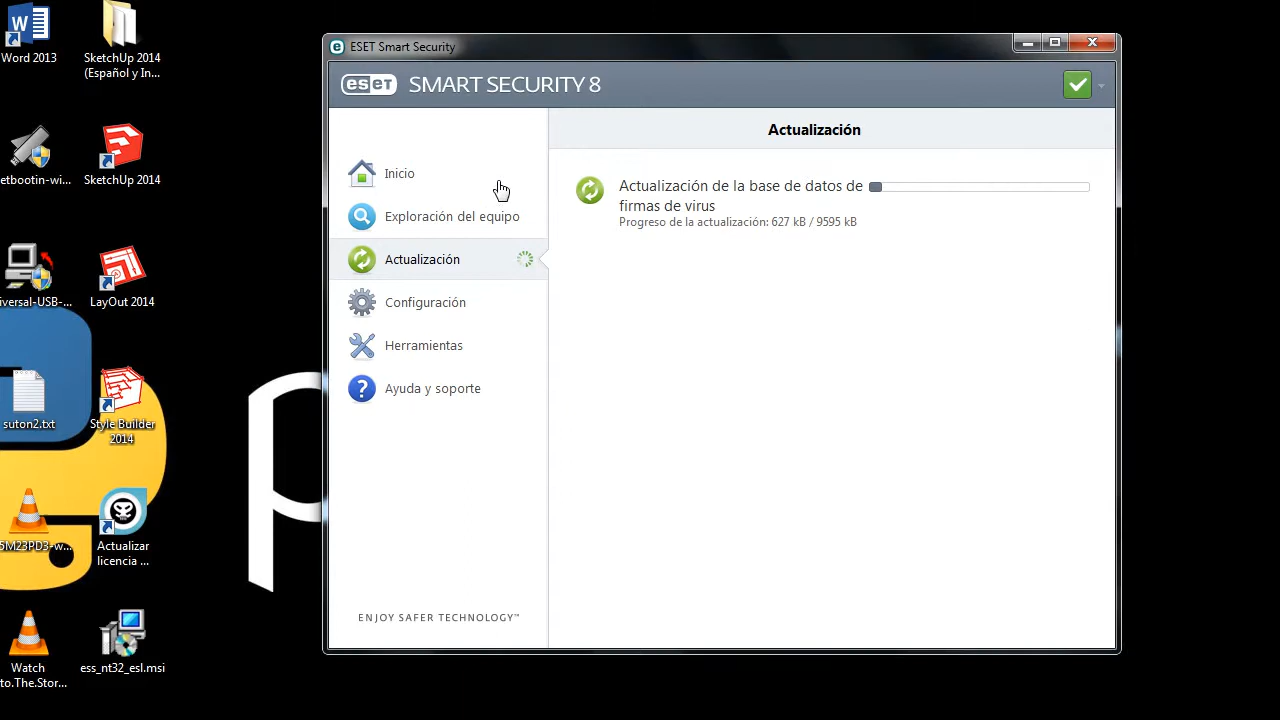 Word 2013
SketchUp 2014
(Español y In...
etbootin-wi...
SketchUp 2014
iversal-USB-...
LayOut 2014
suton2.txt
Style Builder
2014
5M23PD3-w...
Actualizar
licencia ...
Watch
to.The.Stor...
ess_nt32_esl.msi
ESET Smart Security
eset SMART SECURITY 8
Inicio
Exploración del equipo
Actualización
Configuración
Herramientas
Ayuda y soporte
ENJOY SAFER TECHNOLOGY™
Actualización
Actualización de la base de datos de
firmas de virus
Progreso de la actualización: 627 kB / 9595 kB